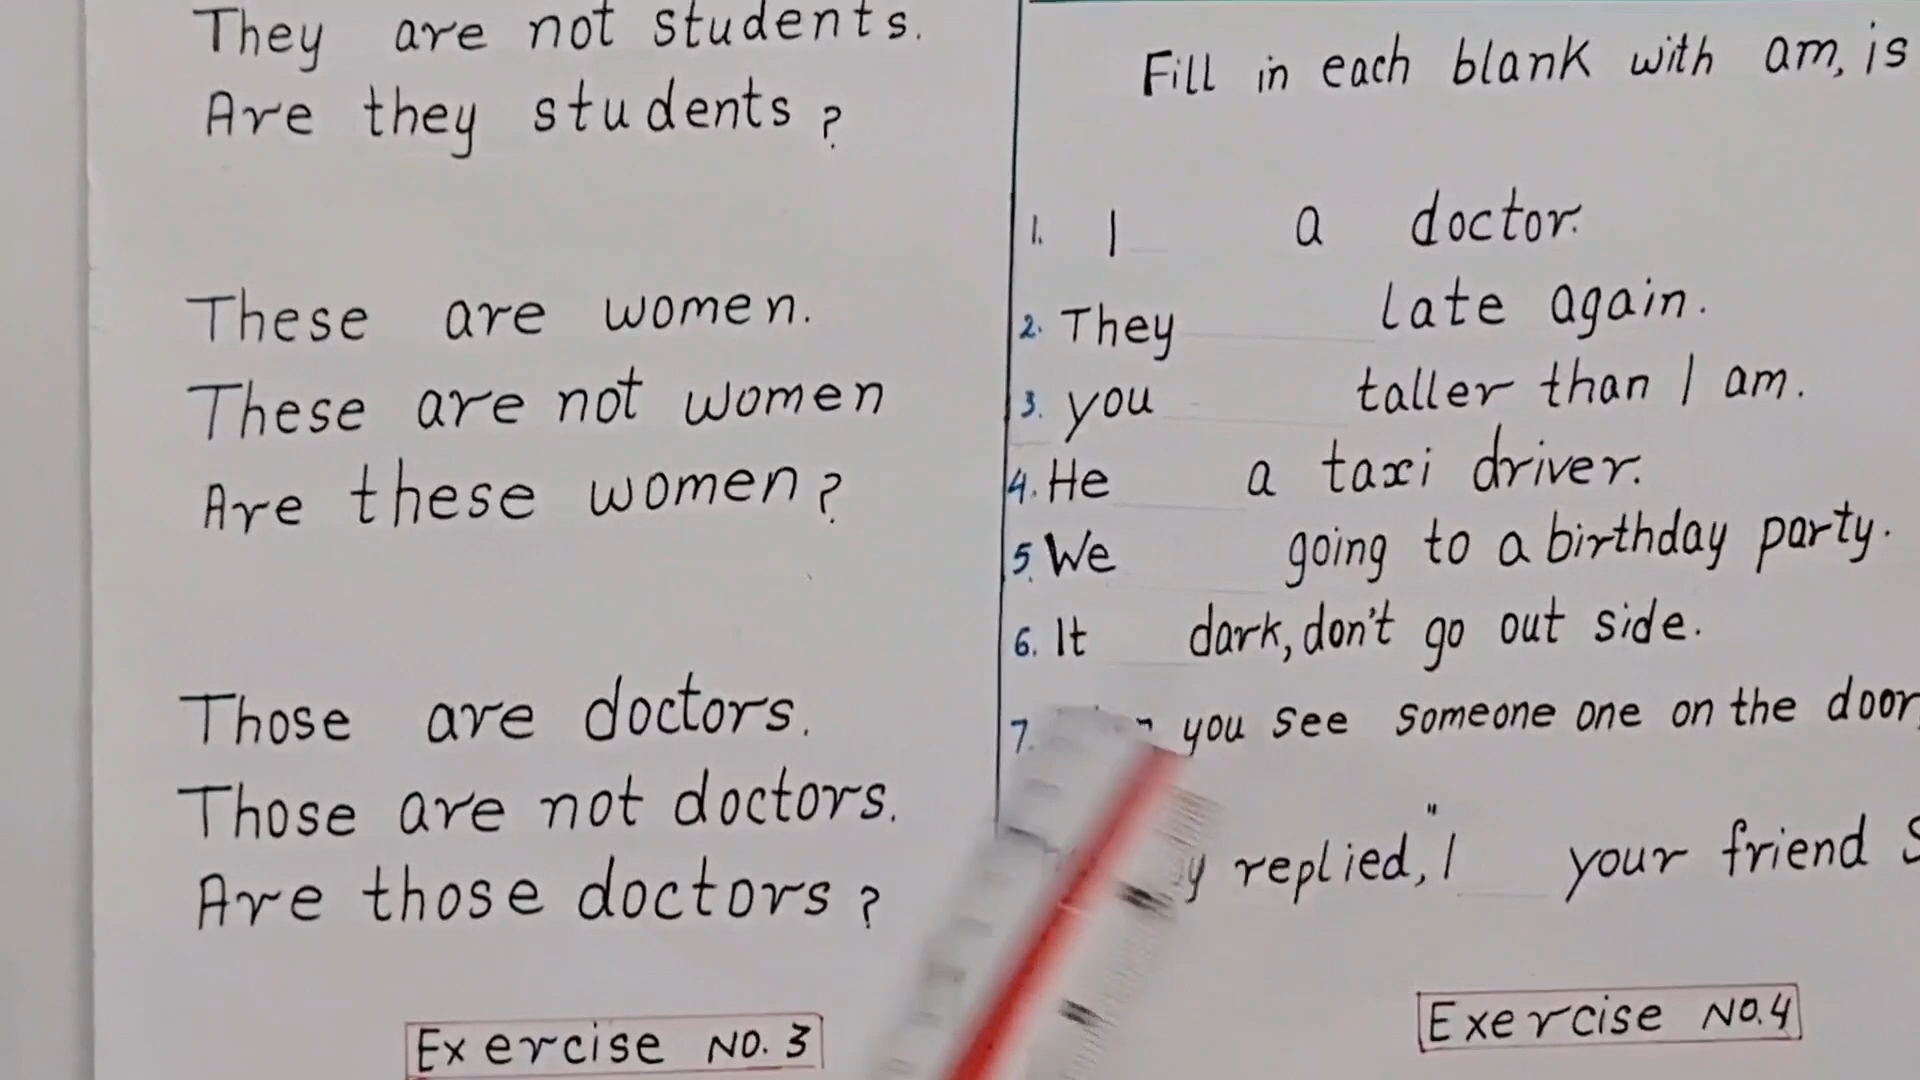 They are not students.
Are they students?
These are women.
These are not women
Are these women?
Those are doctors.
Those are not doctors.
Are those doctors?
Exercise NO. 3
Fill in each blank with am, is
1. I a doctor.
2. They late again.
3. you taller than I am.
4. He a taxi driver.
5. We going to a birthday party.
6. It dark, don't go out side.
7. you see someone one on the door,
replied, "I your friend
Exercise NO. 4